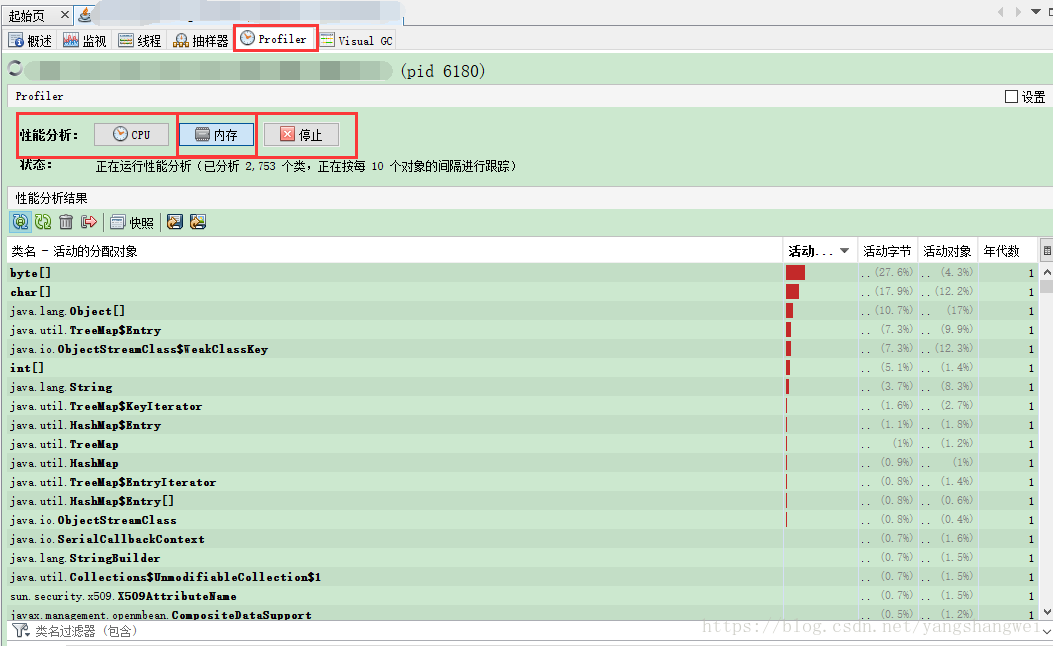 起始页
概述 监视 线程 抽样器 Profiler Visual GC
(pid 6180)
Profiler 设置
性能分析: CPU 内存 停止
状态: 正在运行性能分析（已分析 2,753 个类，正在按每 10 个对象的间隔进行跟踪）
性能分析结果
快照
类名 - 活动的分配对象 活动... 活动字节 活动对象 年代数
byte[] ..(27.6%) .. (4.3%) 1
char[] ..(17.9%) ..(12.2%) 1
java.lang.Object[] ..(10.7%) .. (17%) 1
java.util.TreeMap$Entry .. (7.3%) .. (9.9%) 1
java.io.ObjectStreamClass$WeakClassKey .. (7.3%) ..(12.3%) 1
int[] .. (5.1%) .. (1.4%) 1
java.lang.String .. (3.7%) .. (8.3%) 1
java.util.TreeMap$KeyIterator .. (1.6%) .. (2.7%) 1
java.util.HashMap$Entry .. (1.1%) .. (1.8%) 1
java.util.TreeMap .. (1%) .. (1.2%) 1
java.util.HashMap .. (0.9%) .. (1%) 1
java.util.TreeMap$EntryIterator .. (0.8%) .. (1.4%) 1
java.util.HashMap$Entry[] .. (0.8%) .. (0.6%) 1
java.io.ObjectStreamClass .. (0.8%) .. (0.4%) 1
java.io.SerialCallbackContext .. (0.7%) .. (1.6%) 1
java.lang.StringBuilder .. (0.7%) .. (1.5%) 1
java.util.Collections$UnmodifiableCollection$1 .. (0.7%) .. (1.5%) 1
sun.security.x509.X509AttributeName .. (0.7%) .. (1.5%) 1
javax.management.openmbean.CompositeDataSupport .. (0.5%) .. (1.2%) 1
类名过滤器（包含）
https://blog.csdn.net/yangshangwei